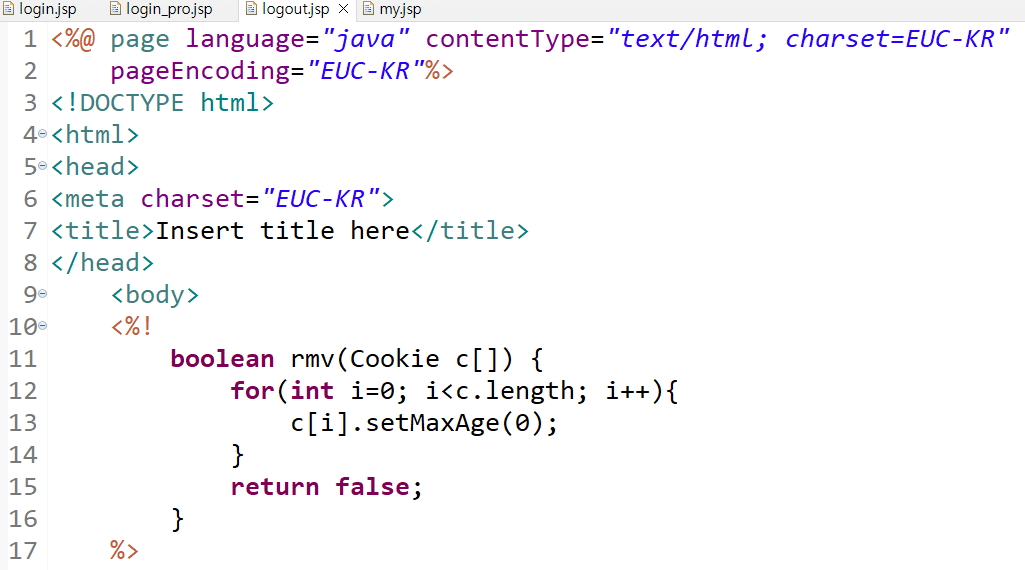 login.jsp login_pro.jsp logout.jsp my.jsp
1 <%@ page language="java" contentType="text/html; charset=EUC-KR"
2     pageEncoding="EUC-KR"%>
3 <!DOCTYPE html>
4 <html>
5 <head>
6 <meta charset="EUC-KR">
7 <title>Insert title here</title>
8 </head>
9     <body>
10     <%!
11         boolean rmv(Cookie c[]) {
12             for(int i=0; i<c.length; i++){
13                 c[i].setMaxAge(0);
14             }
15             return false;
16         }
17     %>